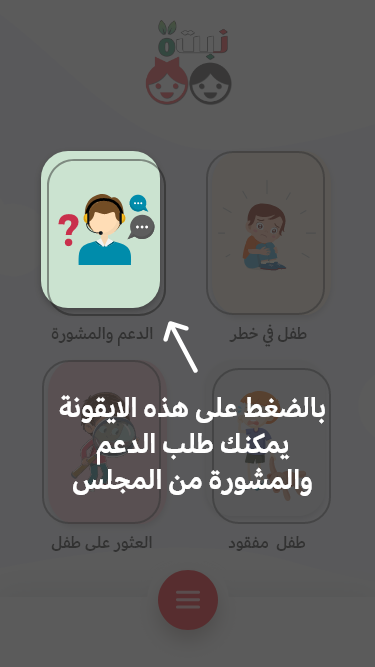 نبتة
?
طفل في خطر
الدعم والمشورة
بالضغط على هذه الايقونة
يمكنك طلب الدعم
والمشورة من المجلس
طفل مفقود
العثور على طفل